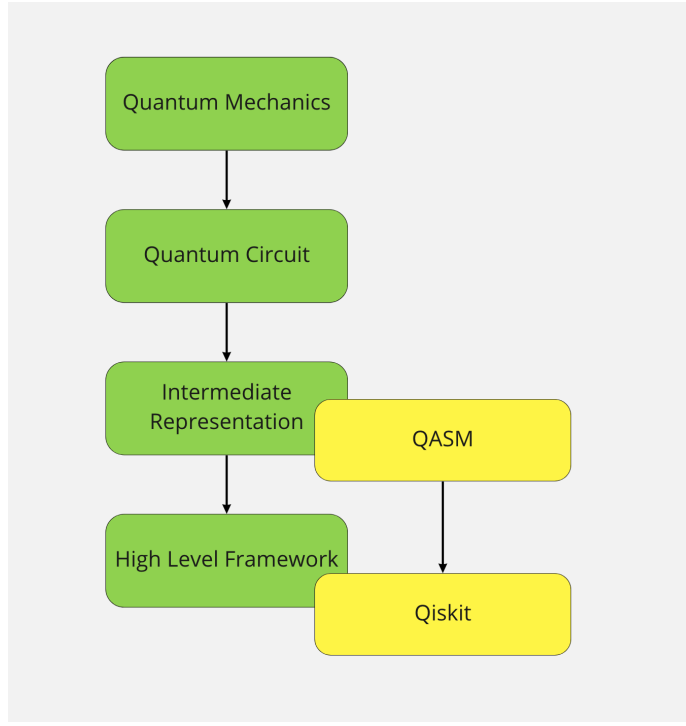 Quantum Mechanics
Quantum Circuit
Intermediate
Representation
QASM
High Level Framework
Qiskit